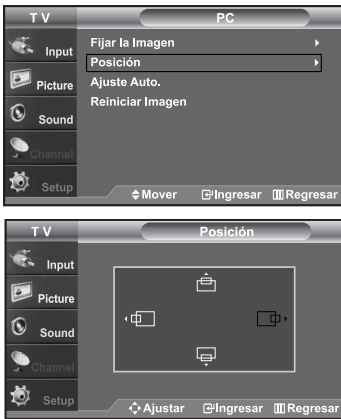 T V
PC
Input
Picture
Sound
Channel
Setup
Fijar la Imagen
Posición
Ajuste Auto.
Reiniciar Imagen
Mover Ingresar Regresar
T V
Posición
Input
Picture
Sound
Channel
Setup
Ajustar Ingresar Regresar